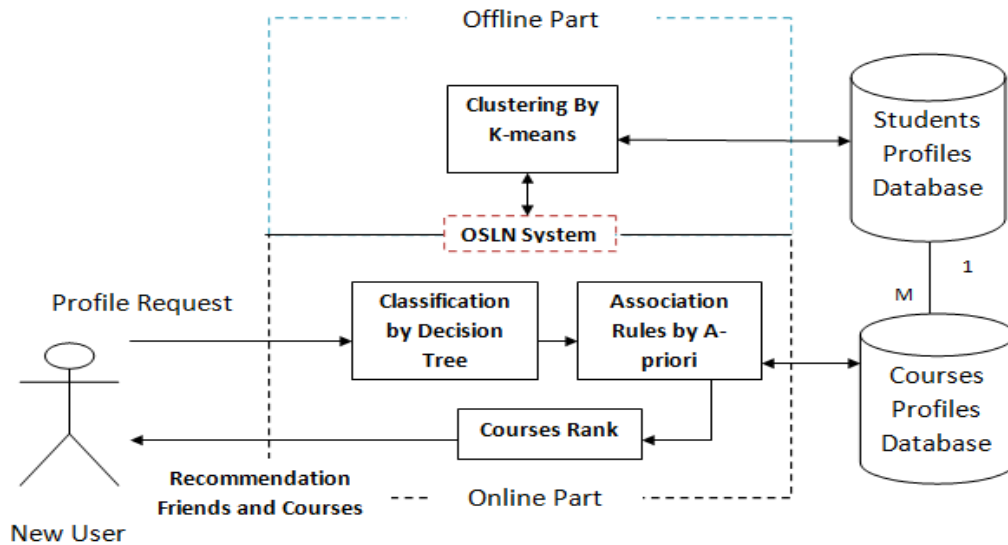 Offline Part
Clustering By
K-means
Students
Profiles
Database
OSLN System
1
M
Profile Request
Classification
by Decision
Tree
Association
Rules by A-
priori
Courses
Profiles
Database
Courses Rank
Recommendation
Friends and Courses
Online Part
New User